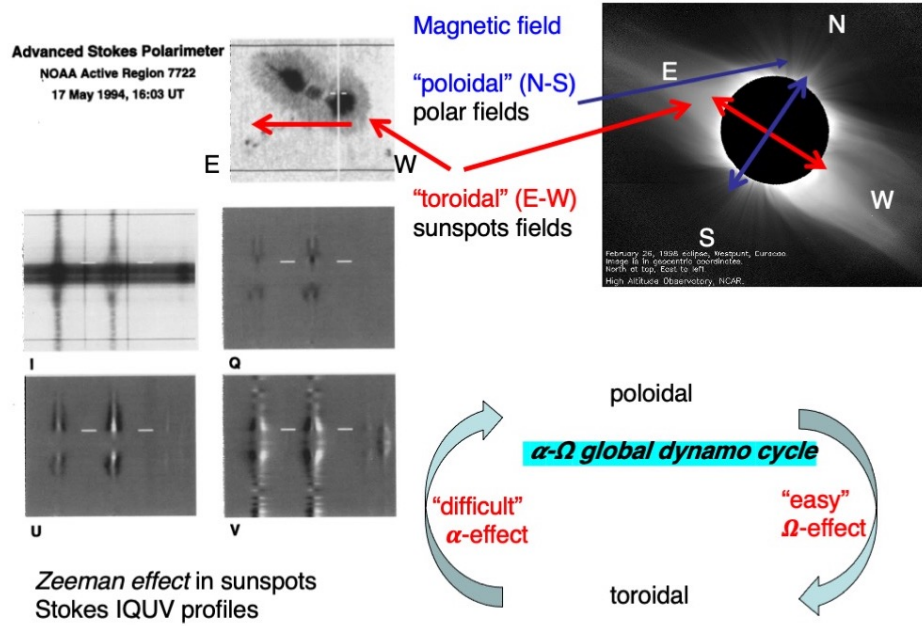 Advanced Stokes Polarimeter
NOAA Active Region 7722
17 May 1994, 16:03 UT
E
W
Magnetic field
“poloidal” (N-S)
polar fields
“toroidal” (E-W)
sunspots fields
N
E
W
S
February 26, 1998 eclipse, Westpunt, Curacao.
Image is in geocentric coordinates.
North at top, East to left.
High Altitude Observatory, NCAR.
I
Q
U
V
Zeeman effect in sunspots
Stokes IQUV profiles
poloidal
α-Ω global dynamo cycle
“difficult”
α-effect
“easy”
Ω-effect
toroidal